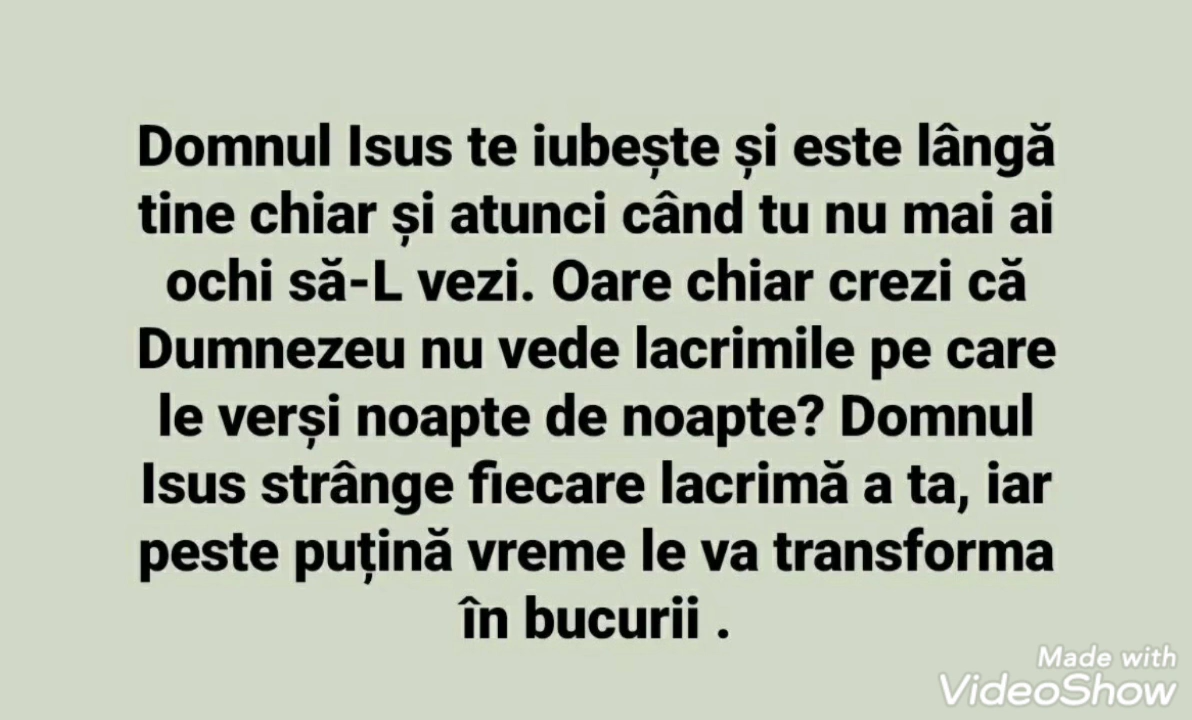 Domnul Isus te iubește și este lângă
tine chiar și atunci când tu nu mai ai
ochi să-L vezi. Oare chiar crezi că
Dumnezeu nu vede lacrimile pe care
le verși noapte de noapte? Domnul
Isus strânge fiecare lacrimă a ta, iar
peste puțină vreme le va transforma
în bucurii .
Made with
VideoShow